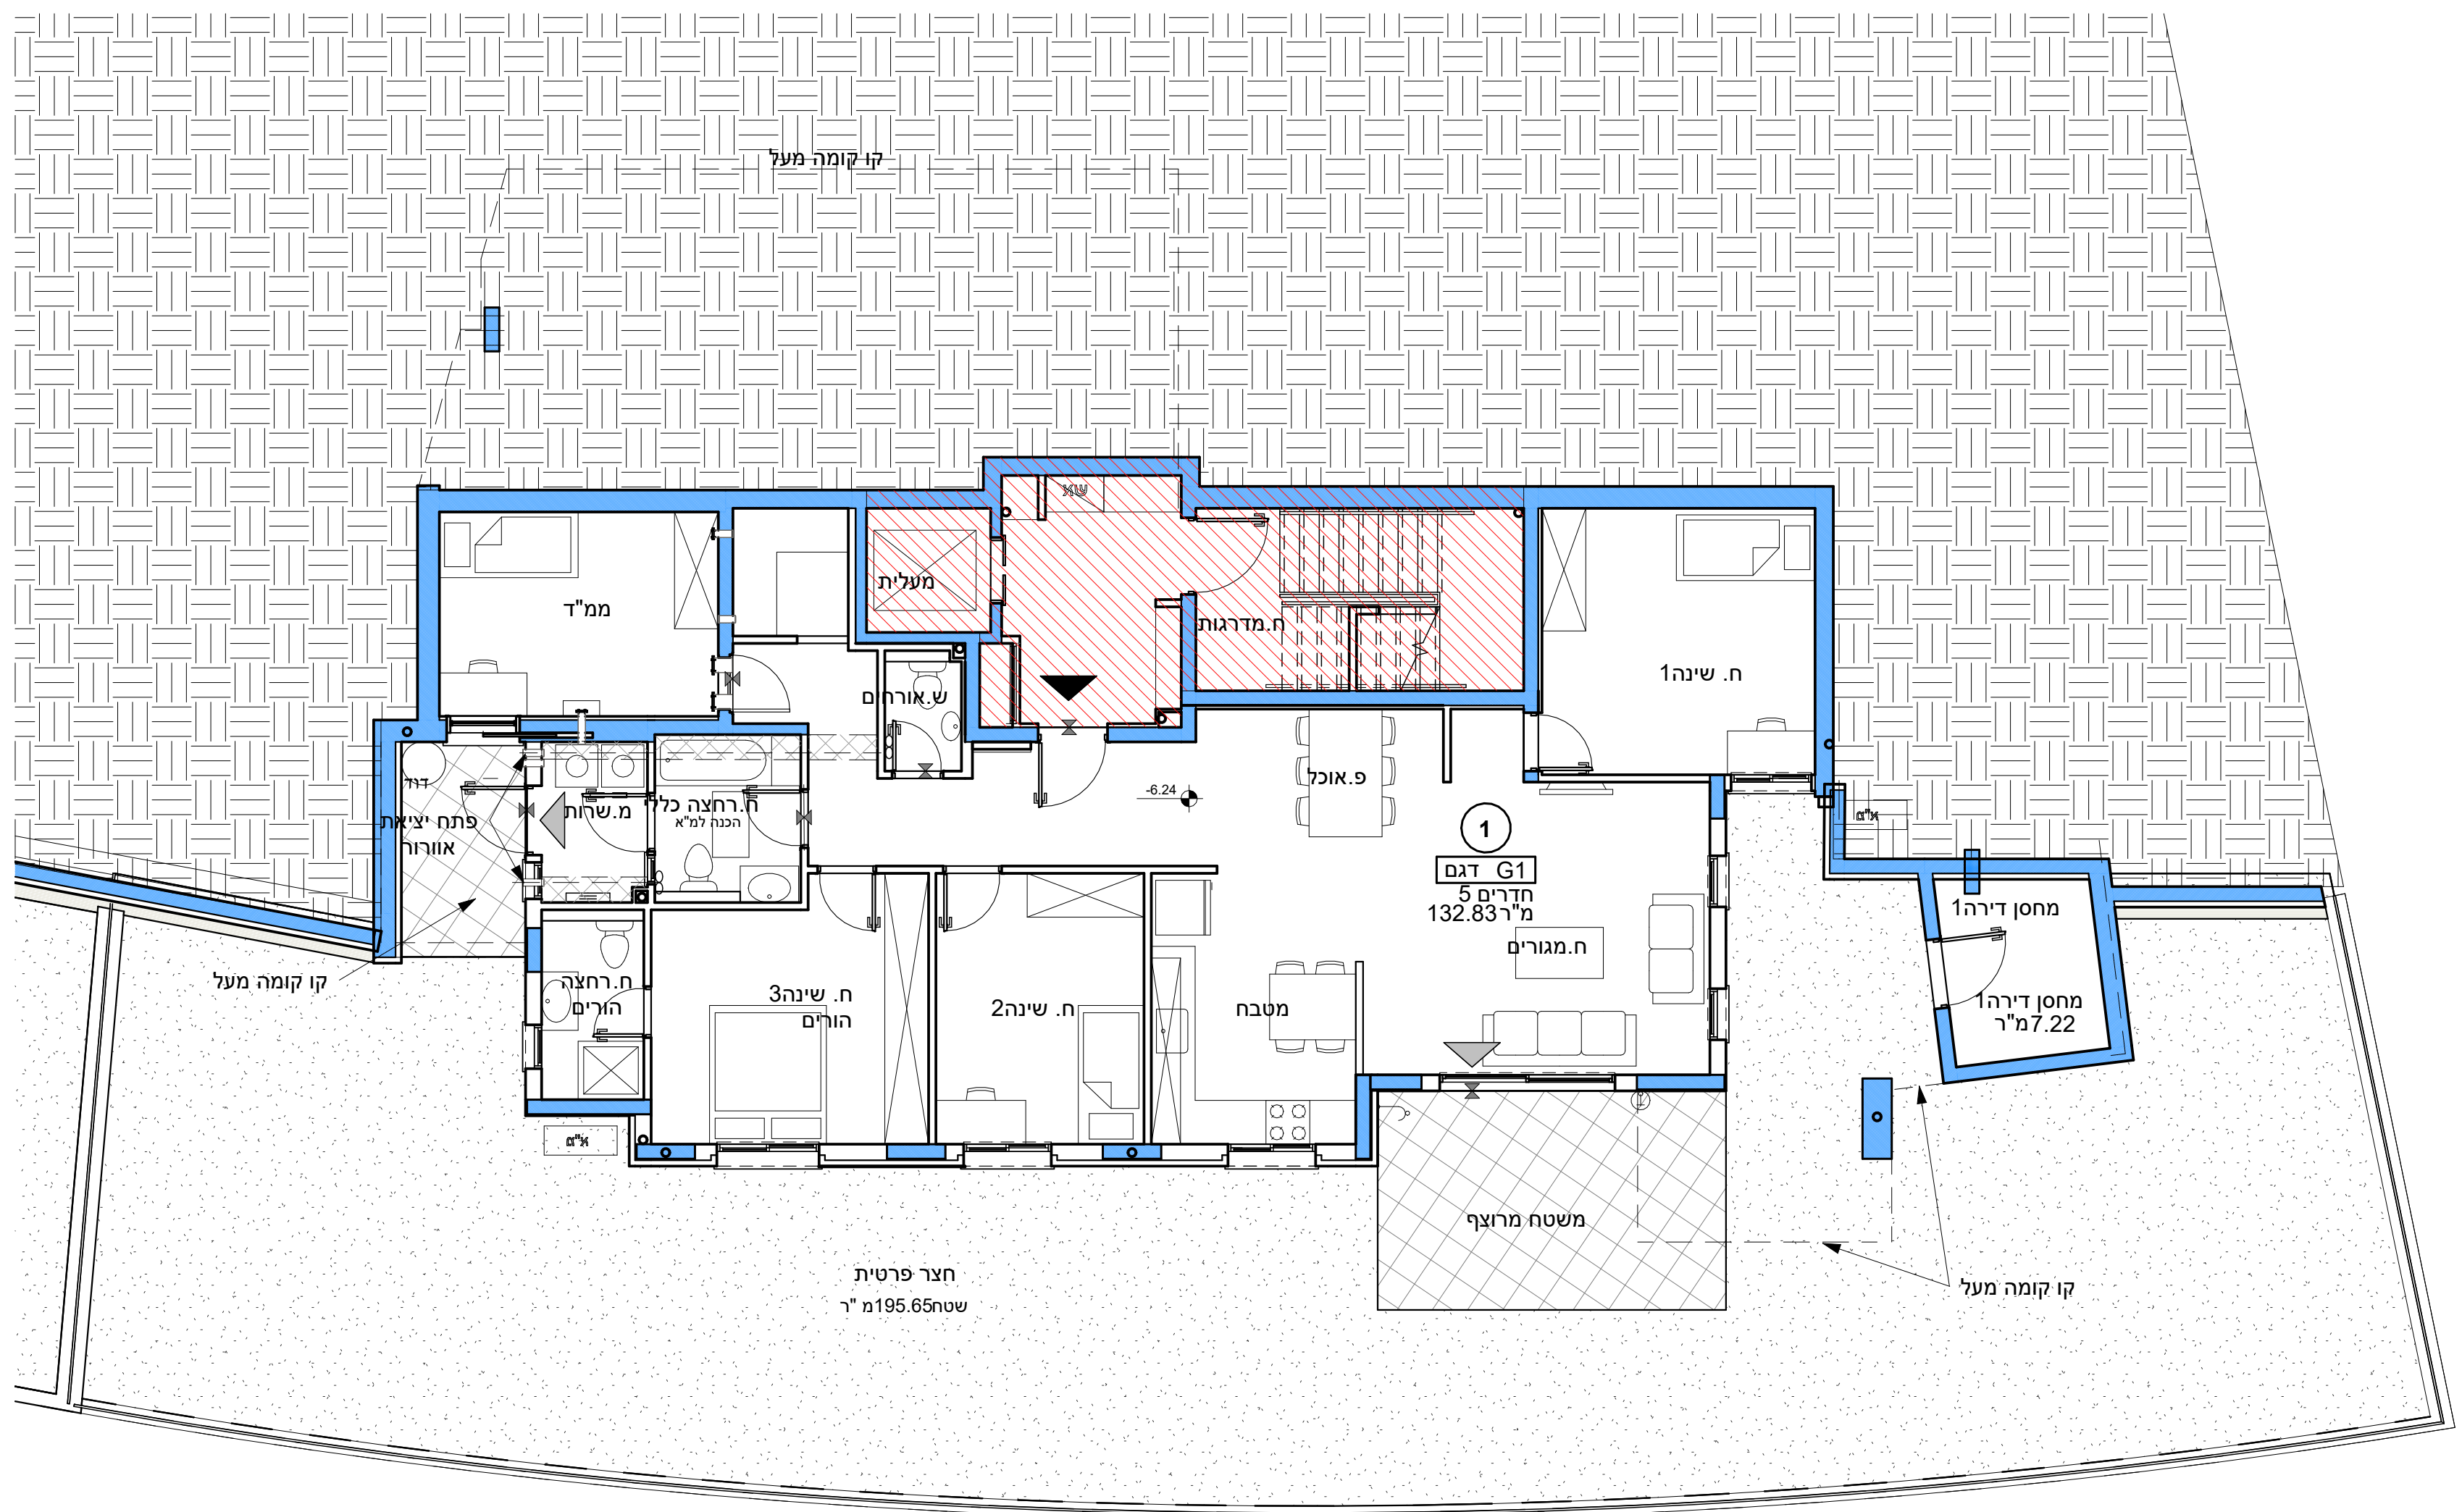 קו קומה מעל
שוא
מעלית
ח.מדרגות
ממ"ד
ח. שינה1
ש.אורחים
פ.אוכל
-6.24
דוד
פתח יציאת
אוורור
מ.שרות
ח.רחצה כללי
הכנה למ"א
1
דגם G1
5 חדרים
132.83 מ"ר
ח.מגורים
א"מ
מחסן דירה1
מחסן דירה1
7.22מ"ר
קו קומה מעל
ח.רחצה
הורים
ח. שינה3
הורים
ח. שינה2
מטבח
א"מ
משטח מרוצף
חצר פרטית
שטח195.65מ "ר
קו קומה מעל